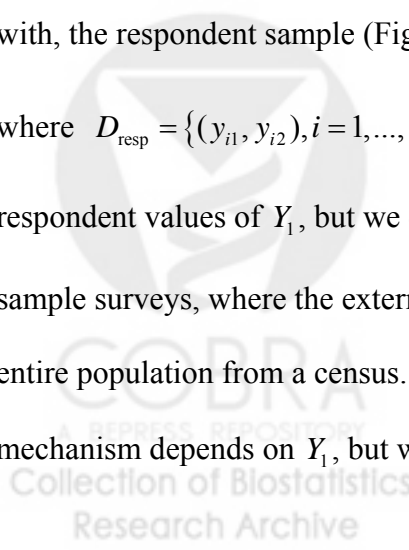 with, the respondent sample (Fig
where D_resp = {(y_i1, y_i2), i = 1,...,
respondent values of Y_1, but we
sample surveys, where the extern
entire population from a census.
mechanism depends on Y_1, but w
COBRA
A BEPRESS REPOSITORY
Collection of Biostatistics
Research Archive